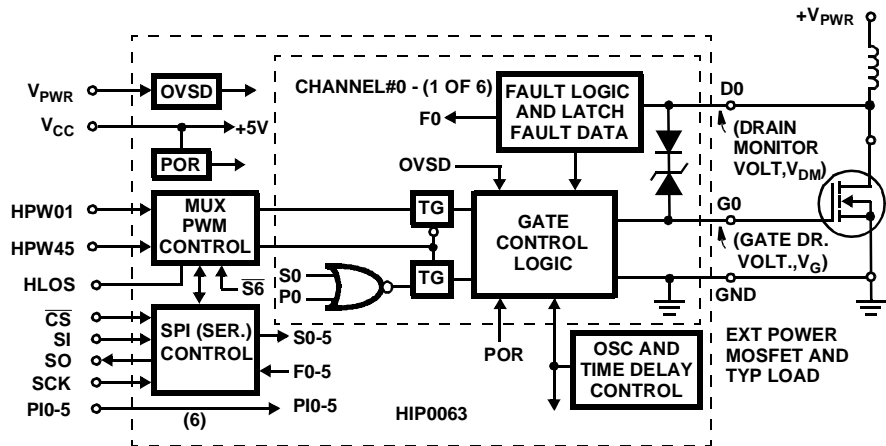 +VPWR
CHANNEL#0 - (1 OF 6)
FAULT LOGIC
AND LATCH
FAULT DATA
D0
VPWR
OVSD
F0
VCC
+5V
(DRAIN
MONITOR
VOLT,VDM)
POR
OVSD
HPW01
MUX
PWM
CONTROL
TG
GATE
CONTROL
LOGIC
G0
HPW45
(GATE DR.
VOLT.,VG)
HLOS
S6
S0
P0
TG
GND
CS
SI
SO
SCK
SPI (SER.)
CONTROL
S0-5
F0-5
POR
OSC AND
TIME DELAY
CONTROL
EXT POWER
MOSFET AND
TYP LOAD
PI0-5
(6)
PI0-5
HIP0063